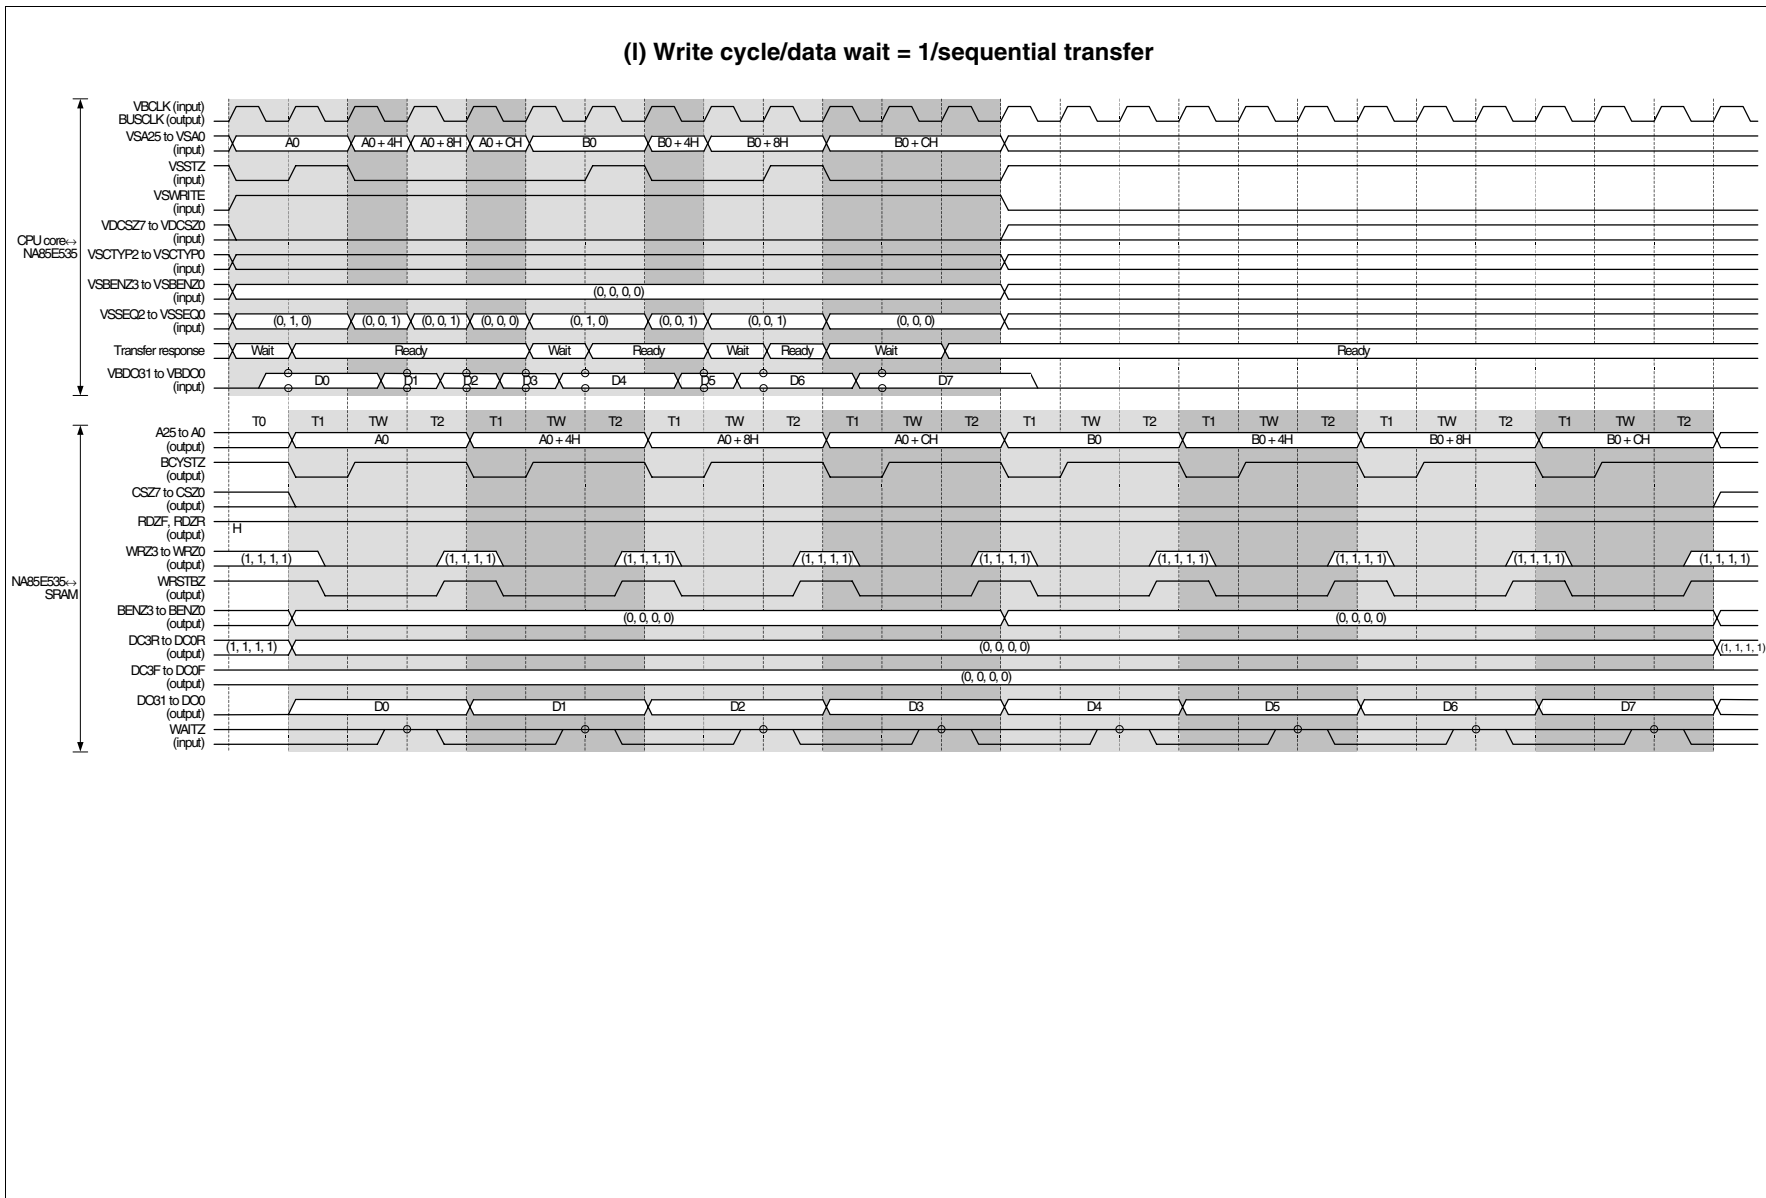 (l) Write cycle/data wait = 1/sequential transfer
VBCLK (input)
BUSCLK (output)
VSA25 to VSA0
(input)
A0 A0 + 4H A0 + 8H A0 + CH B0 B0 + 4H B0 + 8H B0 + CH
VSSTZ
(input)
VSWRITE
(input)
VDCSZ7 to VDCSZ0
(input)
CPU core↔
NA85E535
VSCTYP2 to VSCTYP0
(input)
VSBENZ3 to VSBENZ0
(input)
(0, 0, 0, 0)
VSSEQ2 to VSSEQ0
(input)
(0, 1, 0) (0, 0, 1) (0, 0, 1) (0, 0, 0) (0, 1, 0) (0, 0, 1) (0, 0, 1) (0, 0, 0)
Transfer response
Wait Ready Wait Ready Wait Ready Wait Ready
VBDO31 to VBDO0
(input)
D0 D1 D2 D3 D4 D5 D6 D7
T0 T1 TW T2 T1 TW T2 T1 TW T2 T1 TW T2 T1 TW T2 T1 TW T2 T1 TW T2 T1 TW T2
A25 to A0
(output)
A0 A0 + 4H A0 + 8H A0 + CH B0 B0 + 4H B0 + 8H B0 + CH
BCYSTZ
(output)
CSZ7 to CSZ0
(output)
RDZF, RDZR
(output)
H
WRZ3 to WRZ0
(output)
(1, 1, 1, 1) (1, 1, 1, 1) (1, 1, 1, 1) (1, 1, 1, 1) (1, 1, 1, 1) (1, 1, 1, 1) (1, 1, 1, 1) (1, 1, 1, 1) (1, 1, 1, 1)
NA85E535↔
SRAM
WRSTBZ
(output)
BENZ3 to BENZ0
(output)
(0, 0, 0, 0) (0, 0, 0, 0)
DC3R to DC0R
(output)
(1, 1, 1, 1) (0, 0, 0, 0) (1, 1, 1, 1)
DC3F to DC0F
(output)
(0, 0, 0, 0)
DO31 to DO0
(output)
D0 D1 D2 D3 D4 D5 D6 D7
WAITZ
(input)